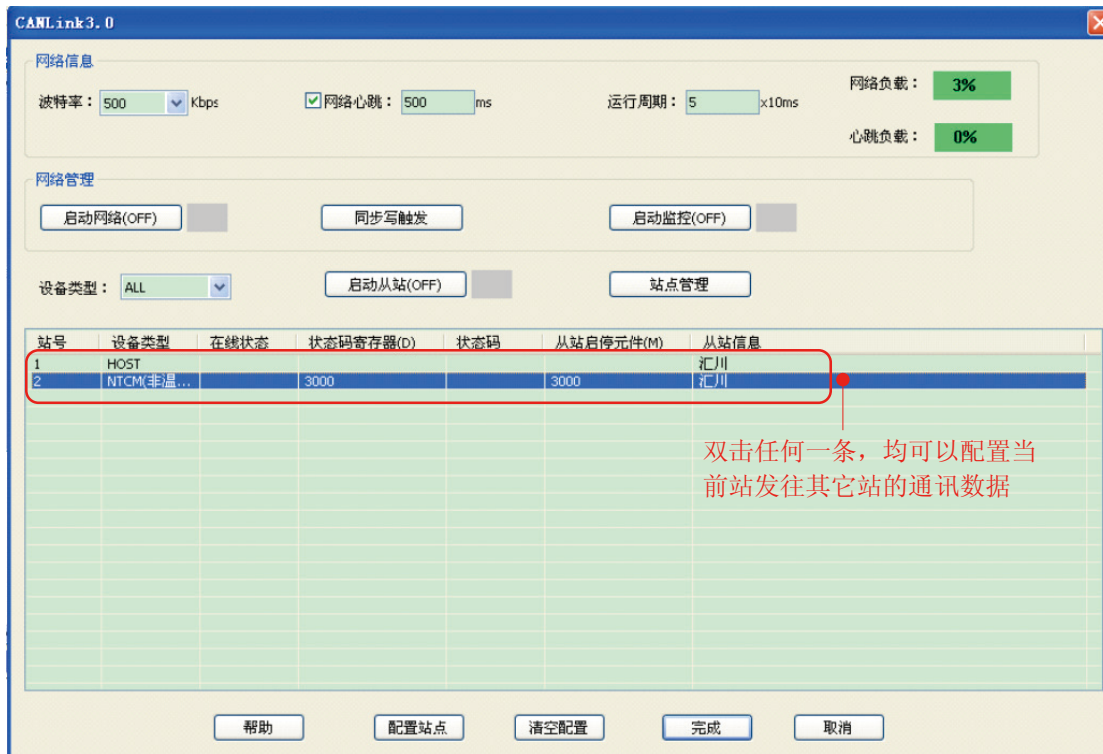 CANLink3.0
网络信息
波特率： 500 Kbps 网络心跳： 500 ms 运行周期： 5 x10ms 网络负载： 3%
心跳负载： 0%
网络管理
启动网络(OFF) 同步写触发 启动监控(OFF)
设备类型： ALL 启动从站(OFF) 站点管理
站号 设备类型 在线状态 状态码寄存器(D) 状态码 从站启停元件(M) 从站信息
1 HOST 汇川
2 NTCM(非温... 3000 3000 汇川
双击任何一条，均可以配置当
前站发往其它站的通讯数据
帮助 配置站点 清空配置 完成 取消